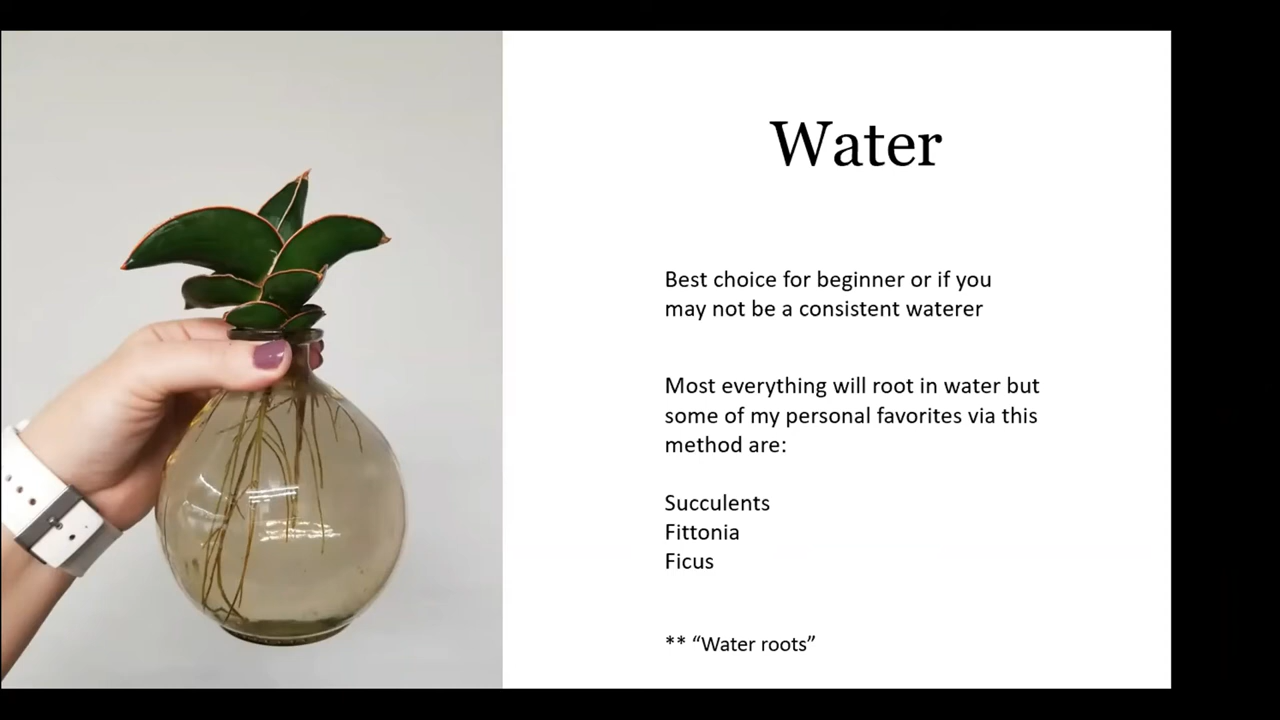 Water
Best choice for beginner or if you
may not be a consistent waterer
Most everything will root in water but
some of my personal favorites via this
method are:
Succulents
Fittonia
Ficus
** “Water roots”